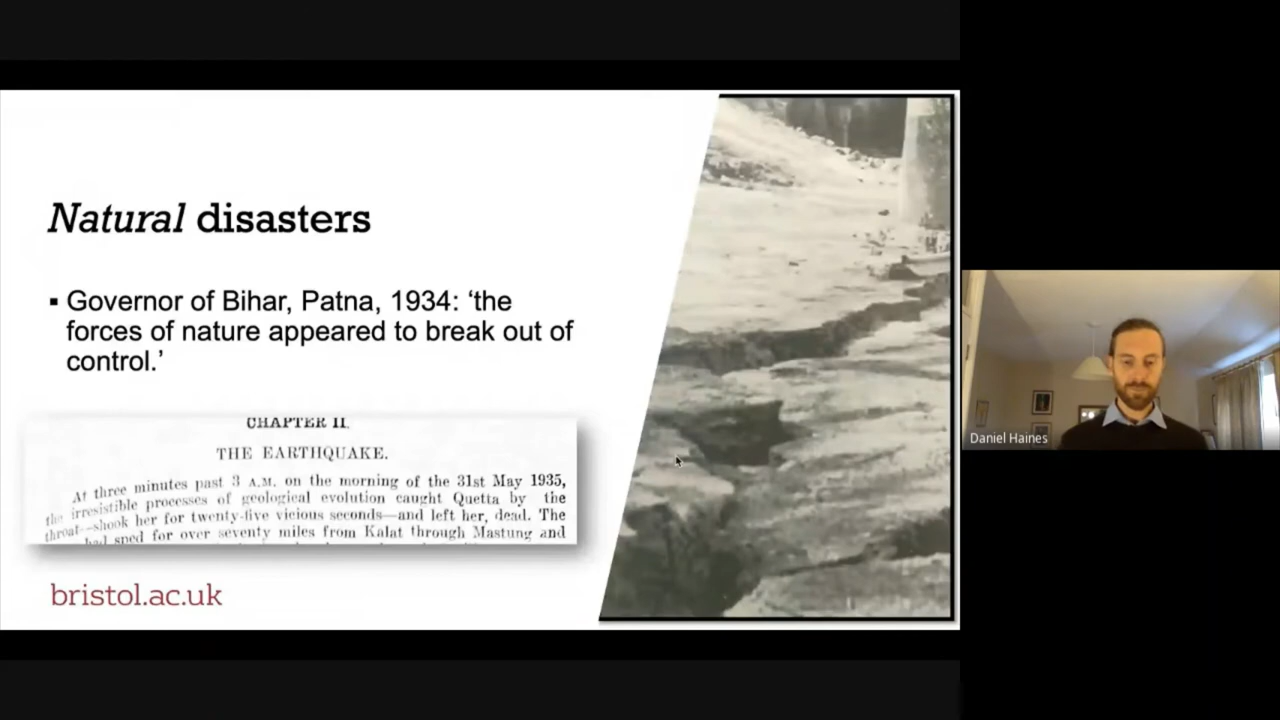 Natural disasters
▪ Governor of Bihar, Patna, 1934: ‘the
forces of nature appeared to break out of
control.’
CHAPTER II.
THE EARTHQUAKE.
At three minutes past 3 A.M. on the morning of the 31st May 1935,
the irresistible processes of geological evolution caught Quetta by the
throat—shook her for twenty-five vicious seconds—and left her, dead. The
had sped for over seventy miles from Kalat through Mastung and
bristol.ac.uk
Daniel Haines